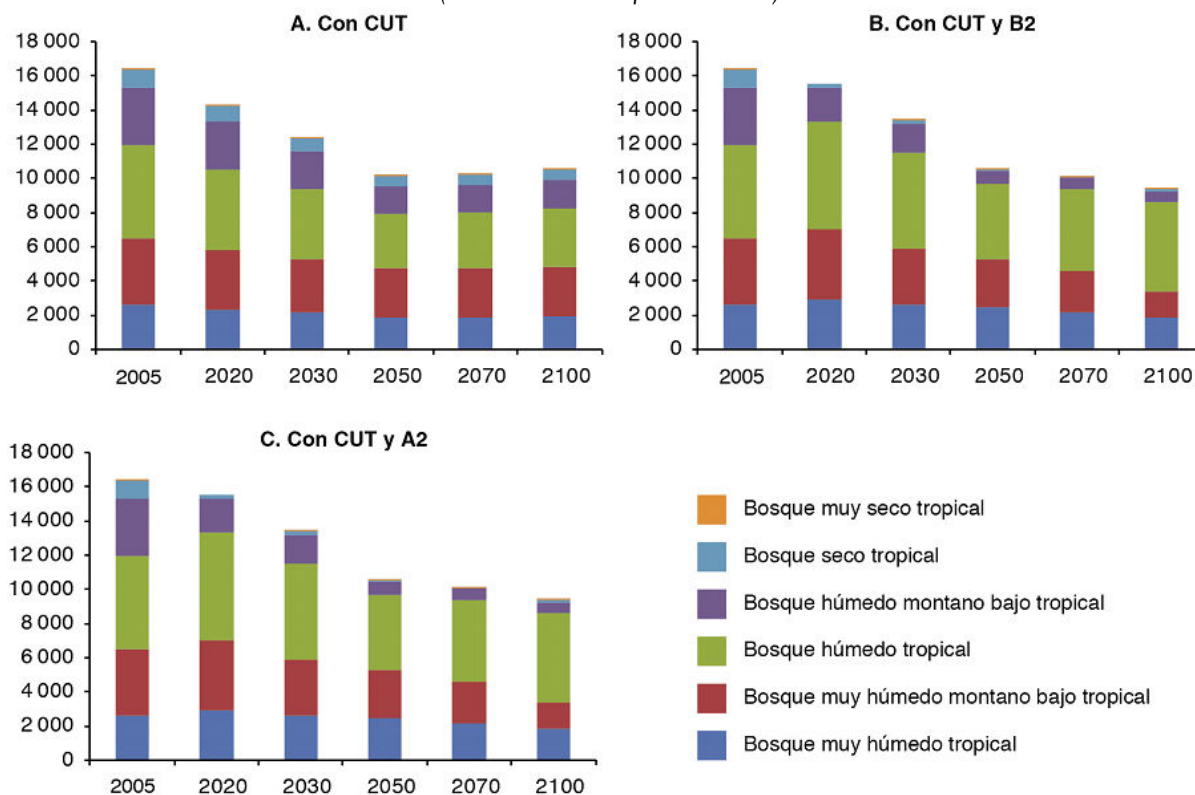 A. Con CUT
18 000
16 000
14 000
12 000
10 000
8 000
6 000
4 000
2 000
0
2005 2020 2030 2050 2070 2100
B. Con CUT y B2
18 000
16 000
14 000
12 000
10 000
8 000
6 000
4 000
2 000
0
2005 2020 2030 2050 2070 2100
C. Con CUT y A2
18 000
16 000
14 000
12 000
10 000
8 000
6 000
4 000
2 000
0
2005 2020 2030 2050 2070 2100
Bosque muy seco tropical
Bosque seco tropical
Bosque húmedo montano bajo tropical
Bosque húmedo tropical
Bosque muy húmedo montano bajo tropical
Bosque muy húmedo tropical